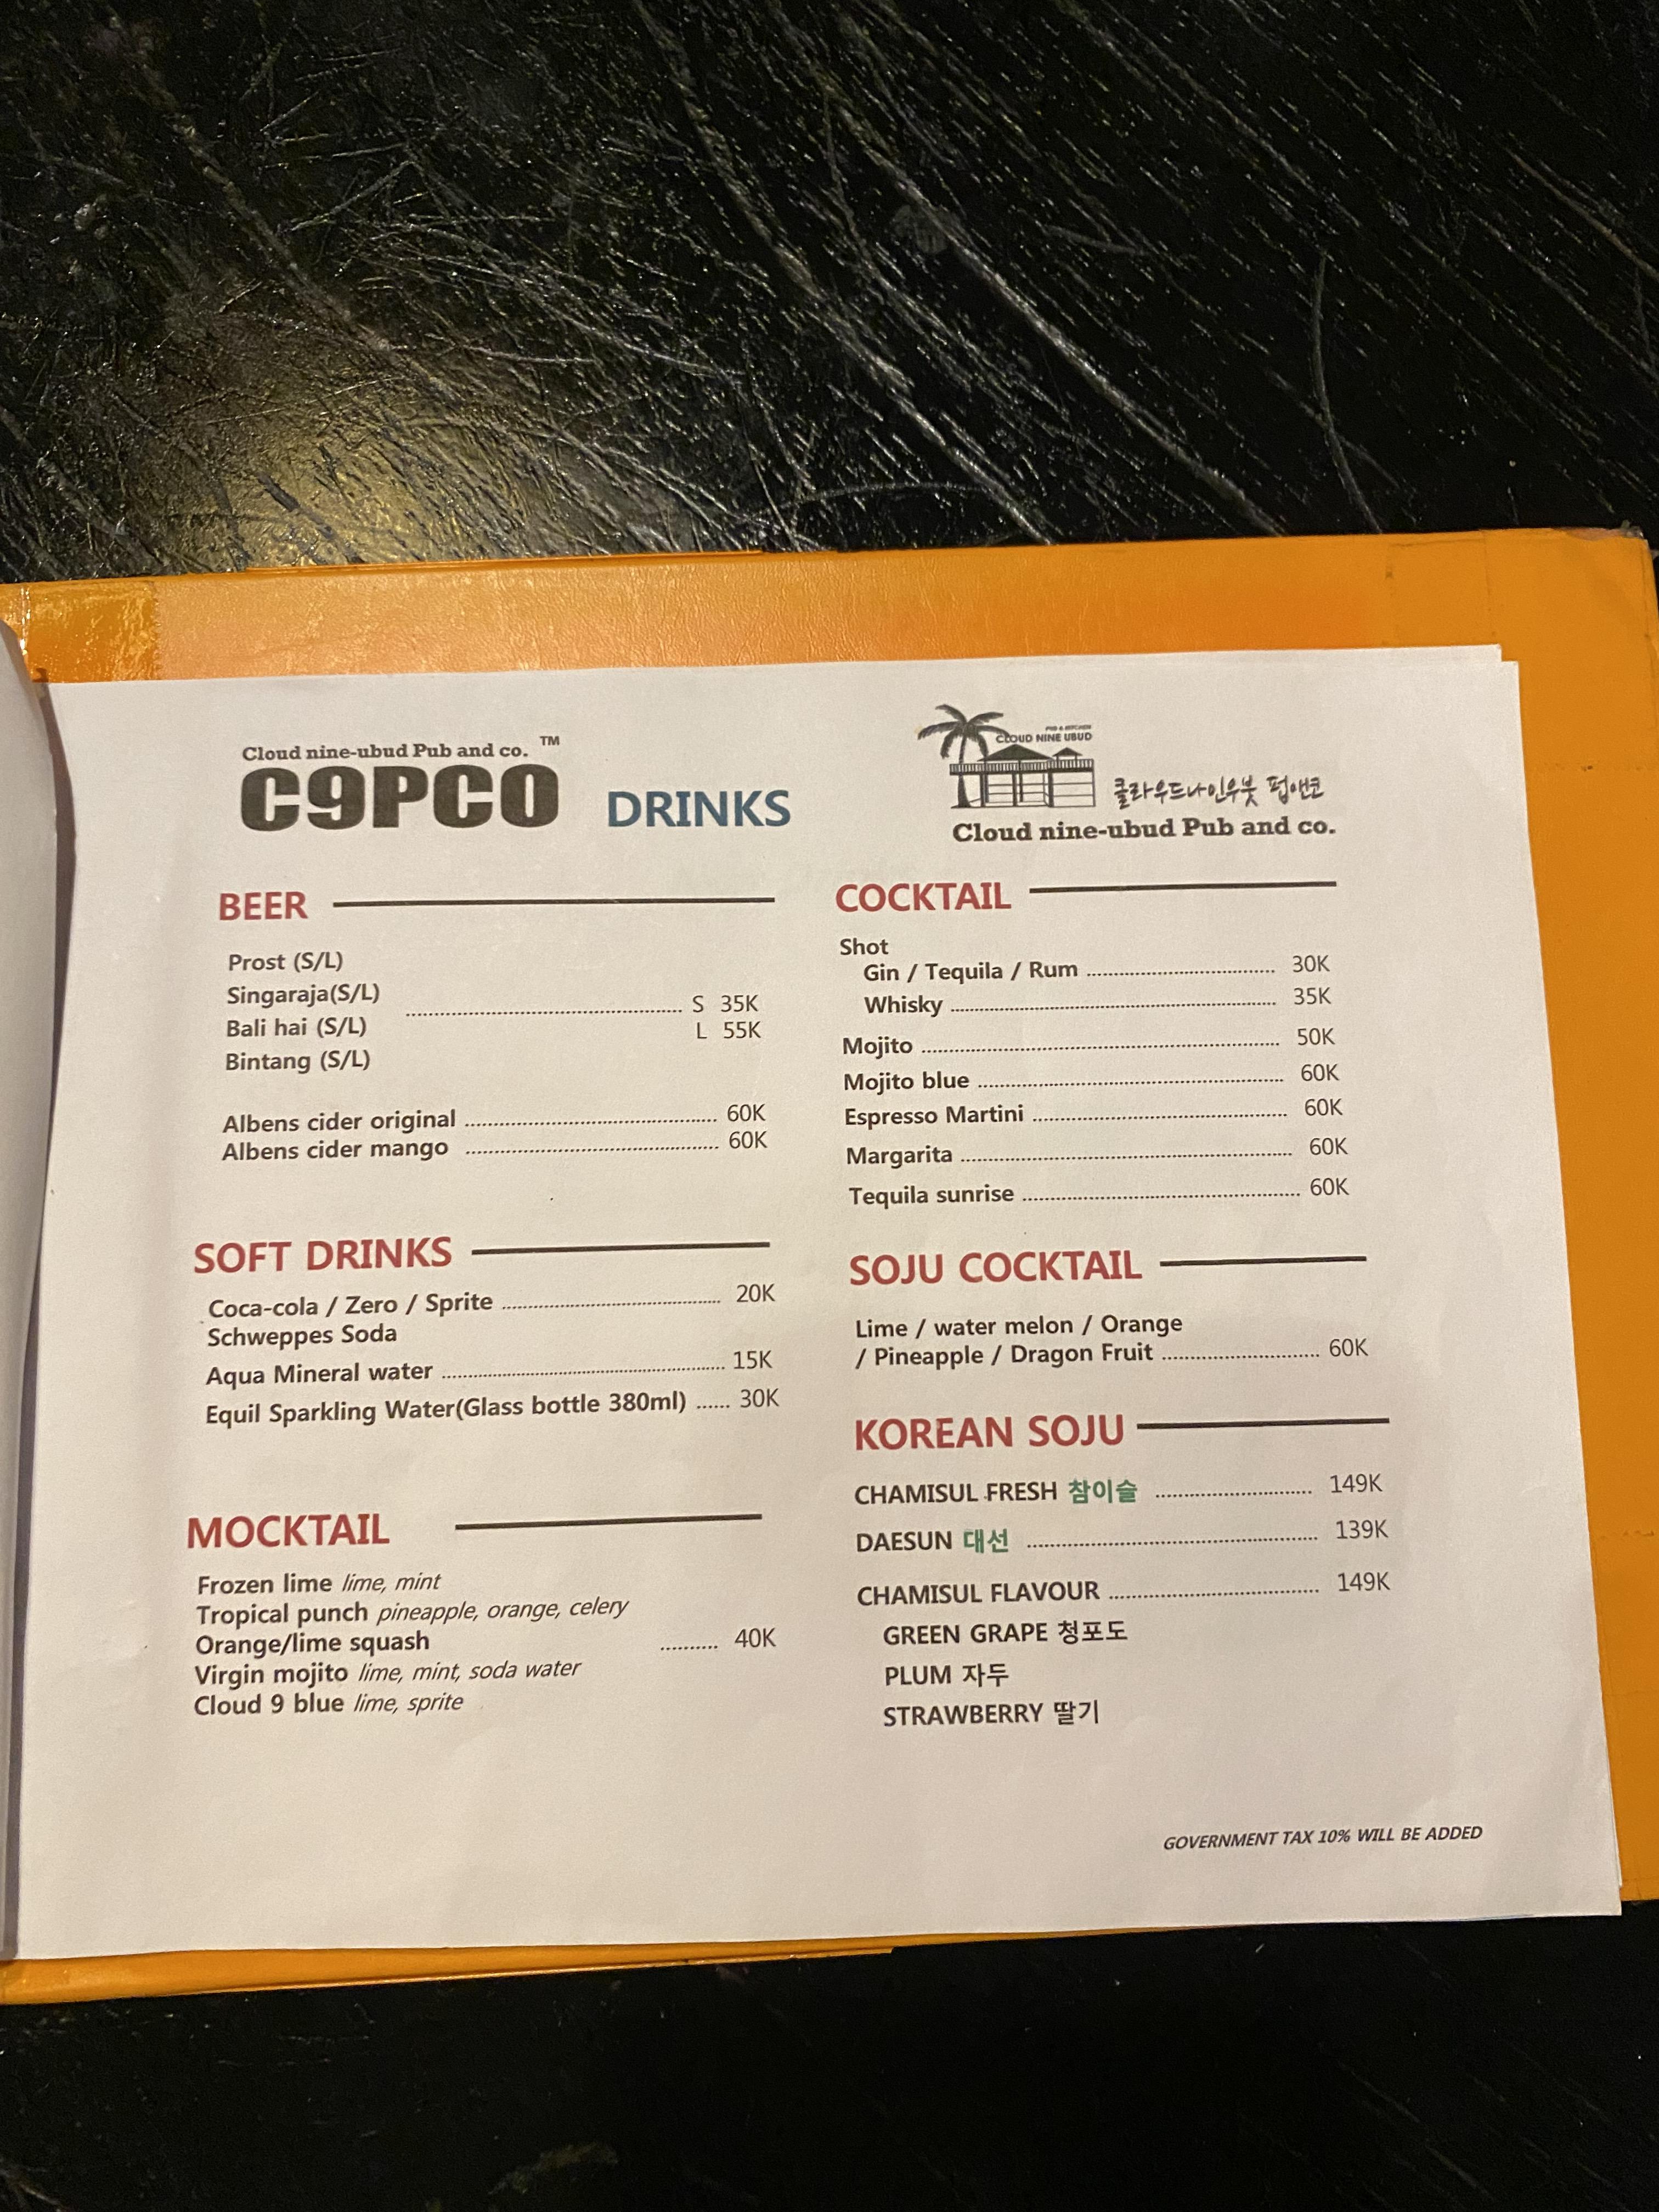 Cloud nine-ubud Pub and co. ™
C9PCO
DRINKS
PUB & KITCHEN
CLOUD NINE UBUD
클라우드나인우붓 펍앤코
Cloud nine-ubud Pub and co.
BEER
Prost (S/L)
Singaraja(S/L)
Bali hai (S/L)
Bintang (S/L)
S 35K
L 55K
Albens cider original 60K
Albens cider mango 60K
SOFT DRINKS
Coca-cola / Zero / Sprite 20K
Schweppes Soda
Aqua Mineral water 15K
Equil Sparkling Water(Glass bottle 380ml) 30K
MOCKTAIL
Frozen lime lime, mint
Tropical punch pineapple, orange, celery
Orange/lime squash 40K
Virgin mojito lime, mint, soda water
Cloud 9 blue lime, sprite
COCKTAIL
Shot
Gin / Tequila / Rum 30K
Whisky 35K
Mojito 50K
Mojito blue 60K
Espresso Martini 60K
Margarita 60K
Tequila sunrise 60K
SOJU COCKTAIL
Lime / water melon / Orange
/ Pineapple / Dragon Fruit 60K
KOREAN SOJU
CHAMISUL FRESH 참이슬 149K
DAESUN 대선 139K
CHAMISUL FLAVOUR 149K
GREEN GRAPE 청포도
PLUM 자두
STRAWBERRY 딸기
GOVERNMENT TAX 10% WILL BE ADDED